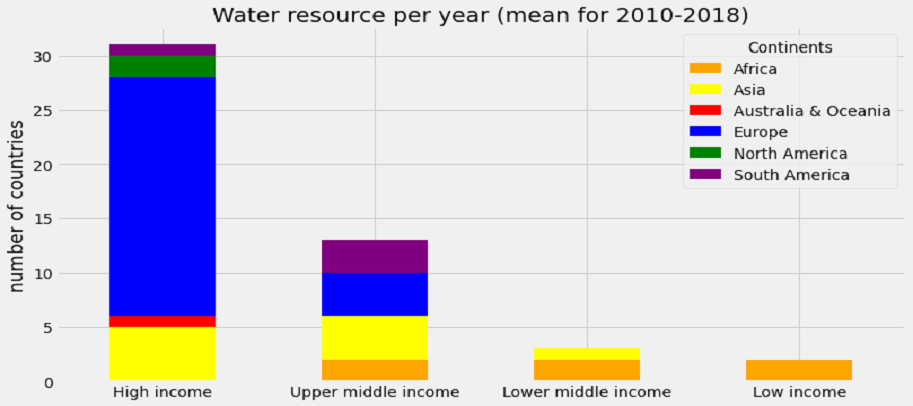 Water resource per year (mean for 2010-2018)
number of countries
30
25
20
15
10
5
0
High income
Upper middle income
Lower middle income
Low income
Continents
Africa
Asia
Australia & Oceania
Europe
North America
South America